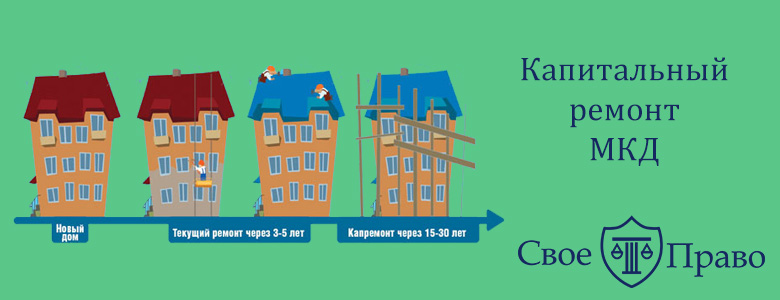 Капитальный
ремонт
МКД
Новый
дом
Текущий ремонт через 3-5 лет
Капремонт через 15-30 лет
Свое Право